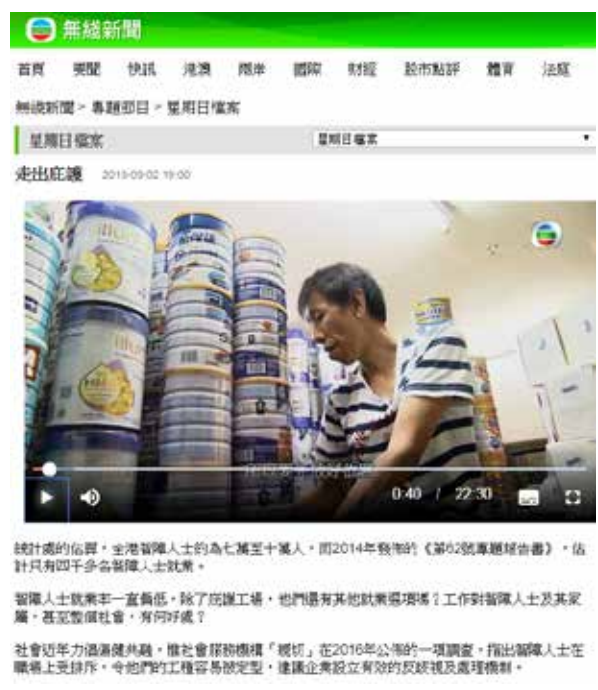 無綫新聞
首頁 要聞 快訊 港澳 兩岸 國際 財經 股市點評 體育 法庭
無綫新聞 > 專題節目 > 星期日檔案
星期日檔案 星期日檔案
走出庇護 2018-09-02 19:00
0:40 / 22:30
統計處的估算,全港智障人士約為七萬至十萬人,而2014年發佈的《第62號專題報告書》,估
計只有四千多名智障人士就業。
智障人士就業率一直偏低,除了庇護工場,他們還有其他就業選項嗎?工作對智障人士及其家
屬,甚至整個社會,有何好處?
社會近年力倡傷健共融,惟社會服務機構「親切」在2016年公佈的一項調查,指出智障人士在
職場上受排斥,令他們的工種容易被定型,建議企業設立有效的反歧視及處理機制。